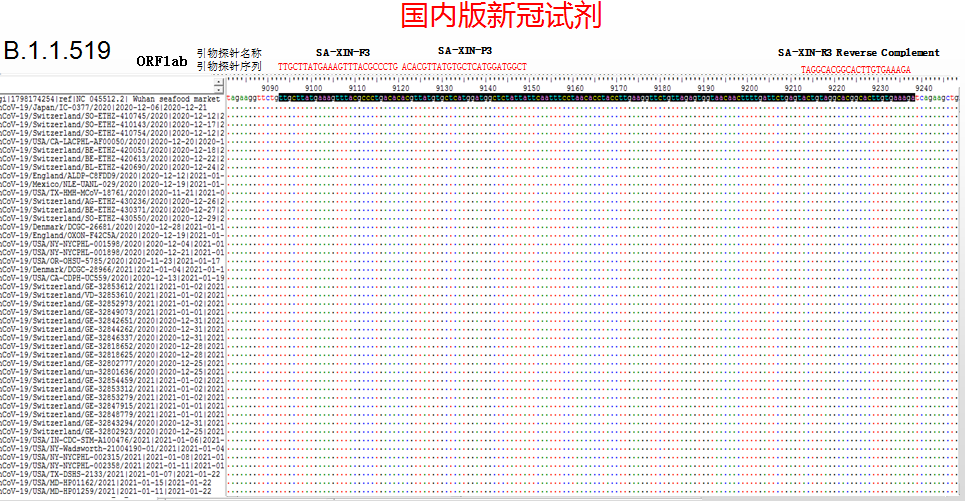 国内版新冠试剂
B.1.1.519
ORF1ab
引物探针名称 SA-XIN-F3 SA-XIN-P3 SA-XIN-R3 Reverse Complement
引物探针序列 TTGCTTATGAAAGTTTACGCCCTG ACACGTTATGTGCTCATGGATGGCT TAGGCACGGCACTTGTGAAAGA
9090 9100 9110 9120 9130 9140 9150 9160 9170 9180 9190 9200 9210 9220 9230 9240
gi|1798174254|ref|NC 045512.2| Wuhan seafood market
hCoV-19/Japan/IC-0377/2020|2020-12-06|2020-12-21
hCoV-19/Switzerland/SO-ETHZ-410745/2020|2020-12-12|2
hCoV-19/Switzerland/SO-ETHZ-410143/2020|2020-12-17|2
hCoV-19/Switzerland/SO-ETHZ-410754/2020|2020-12-12|2
hCoV-19/USA/CA-LACPHL-AF00050/2020|2020-12-20|2020-1
hCoV-19/Switzerland/BE-ETHZ-420051/2020|2020-12-18|2
hCoV-19/Switzerland/BE-ETHZ-420613/2020|2020-12-22|2
hCoV-19/Switzerland/BL-ETHZ-420690/2020|2020-12-24|2
hCoV-19/England/ALDP-C8FDD9/2020|2020-12-12|2021-01-
hCoV-19/Mexico/NLE-UANL-029/2020|2020-12-19|2021-01-
hCoV-19/USA/TX-HMH-MCoV-18761/2020|2020-11-21|2021-0
hCoV-19/Switzerland/AG-ETHZ-430236/2020|2020-12-26|2
hCoV-19/Switzerland/BE-ETHZ-430371/2020|2020-12-27|2
hCoV-19/Switzerland/SO-ETHZ-430550/2020|2020-12-29|2
hCoV-19/Denmark/DCGC-26681/2020|2020-12-28|2021-01-1
hCoV-19/England/OXON-F42C5A/2020|2020-12-19|2021-01-
hCoV-19/USA/NY-NYCPHL-001598/2020|2020-12-04|2021-01
hCoV-19/USA/NY-NYCPHL-001898/2020|2020-12-21|2021-01
hCoV-19/USA/OR-OHSU-5785/2020|2020-11-23|2021-01-17
hCoV-19/Denmark/DCGC-28966/2021|2021-01-04|2021-01-1
hCoV-19/USA/CA-CDPH-UC559/2020|2020-12-13|2021-01-19
hCoV-19/Switzerland/GE-32853612/2021|2021-01-02|2021
hCoV-19/Switzerland/VD-32853610/2021|2021-01-02|2021
hCoV-19/Switzerland/GE-32852973/2021|2021-01-02|2021
hCoV-19/Switzerland/GE-32849073/2021|2021-01-01|2021
hCoV-19/Switzerland/GE-32842651/2020|2020-12-31|2021
hCoV-19/Switzerland/GE-32844262/2020|2020-12-31|2021
hCoV-19/Switzerland/GE-32846337/2020|2020-12-31|2021
hCoV-19/Switzerland/GE-32818652/2020|2020-12-28|2021
hCoV-19/Switzerland/GE-32818625/2020|2020-12-28|2021
hCoV-19/Switzerland/GE-32802777/2020|2020-12-25|2021
hCoV-19/Switzerland/un-32801636/2020|2020-12-25|2021
hCoV-19/Switzerland/GE-32854459/2021|2021-01-02|2021
hCoV-19/Switzerland/GE-32853312/2021|2021-01-02|2021
hCoV-19/Switzerland/GE-32853279/2021|2021-01-02|2021
hCoV-19/Switzerland/GE-32847915/2021|2021-01-01|2021
hCoV-19/Switzerland/GE-32848779/2021|2021-01-01|2021
hCoV-19/Switzerland/GE-32843294/2020|2020-12-31|2021
hCoV-19/Switzerland/GE-32802923/2020|2020-12-25|2021
hCoV-19/USA/IN-CDC-STM-A100476/2021|2021-01-06|2021-
hCoV-19/USA/NY-Wadsworth-21004190-01/2021|2021-01-04
hCoV-19/USA/NY-NYCPHL-002315/2021|2021-01-08|2021-01
hCoV-19/USA/NY-NYCPHL-002358/2021|2021-01-11|2021-01
hCoV-19/USA/TX-DSHS-2133/2021|2021-01-07|2021-01-22
hCoV-19/USA/MD-HP01162/2021|2021-01-15|2021-01-22
hCoV-19/USA/MD-HP01259/2021|2021-01-11|2021-01-22